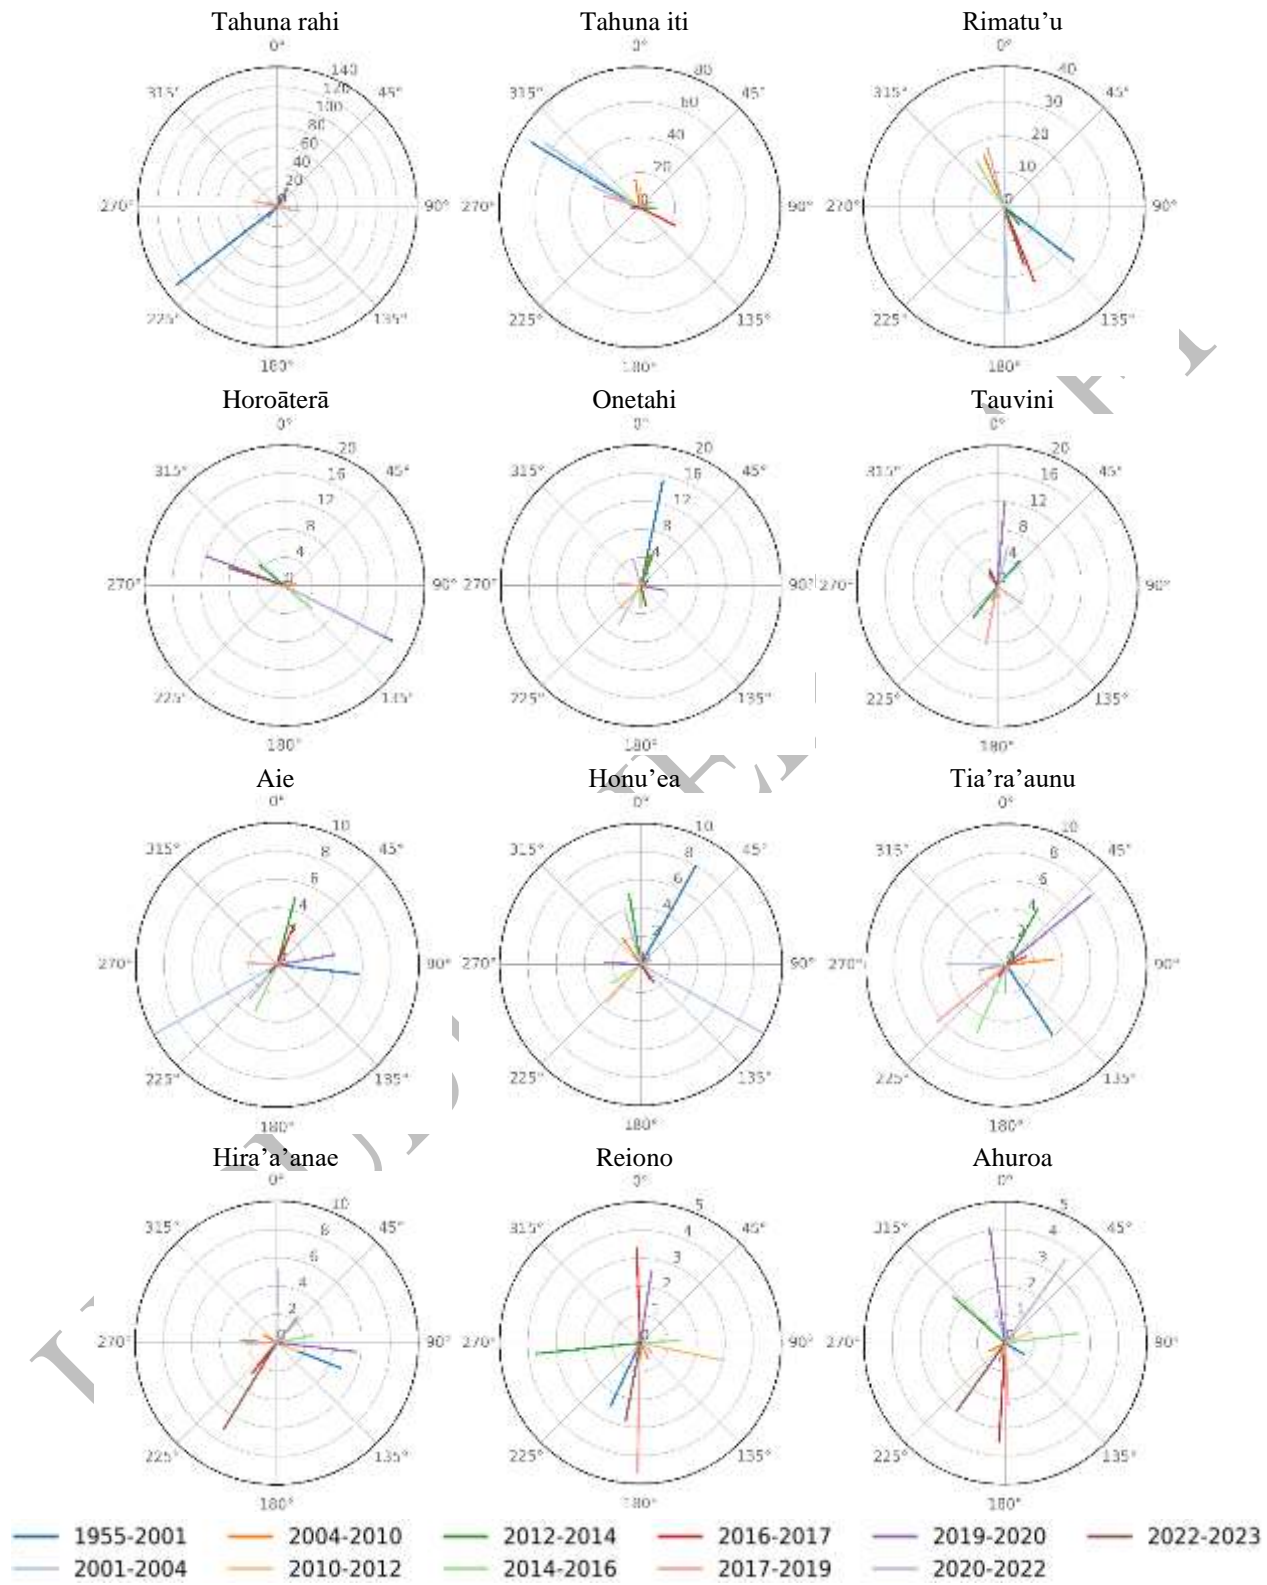 Tahuna rahi Tahuna iti Rimatu’u
0° 0° 0°
315° 140 120 100 80 60 40 20 0 45° 315° 80 60 40 20 0 315° 40 30 20 10 0 45°
270° 90° 270° 90° 270° 90°
225° 135° 225° 135° 225° 135°
180° 180° 180°
Horoāterā Onetahi Tauvini
0° 0° 0°
315° 20 16 12 8 4 0 45° 315° 20 16 12 8 4 45° 315° 20 16 12 8 4 45°
270° 90° 270° 90° 270° 90°
225° 135° 225° 135° 225° 135°
180° 180° 180°
Aie Honu’ea Tia’ra’aunu
0° 0° 0°
315° 10 8 6 4 45° 315° 10 8 6 4 2 45° 315° 10 8 6 4 2 45°
270° 90° 270° 90° 270° 90°
225° 135° 225° 135° 225° 135°
180° 180° 180°
Hira’a’anae Reiono Ahuroa
0° 0° 0°
315° 10 8 6 4 2 0 45° 315° 5 4 3 2 0 45° 315° 5 4 3 2 1 45°
270° 90° 270° 90° 270° 90°
225° 135° 225° 135° 225° 135°
180° 180° 180°
1955-2001 2004-2010 2012-2014 2016-2017 2019-2020 2022-2023
2001-2004 2010-2012 2014-2016 2017-2019 2020-2022